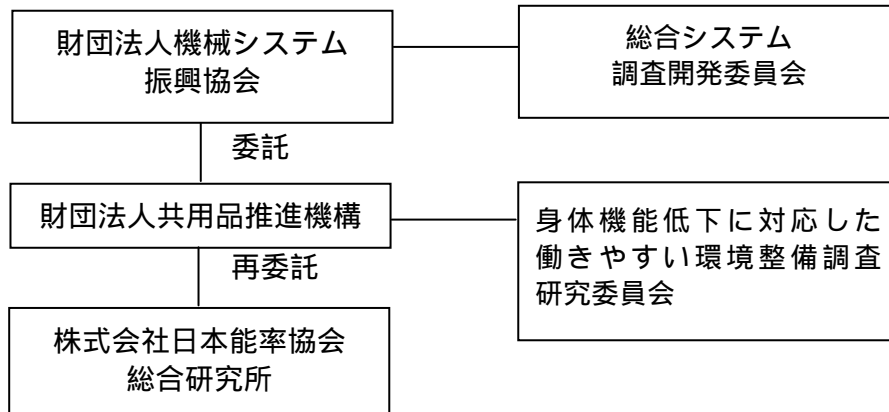 財団法人機械システム
振興協会
総合システム
調査開発委員会
委託
財団法人共用品推進機構
身体機能低下に対応した
働きやすい環境整備調査
研究委員会
再委託
株式会社日本能率協会
総合研究所